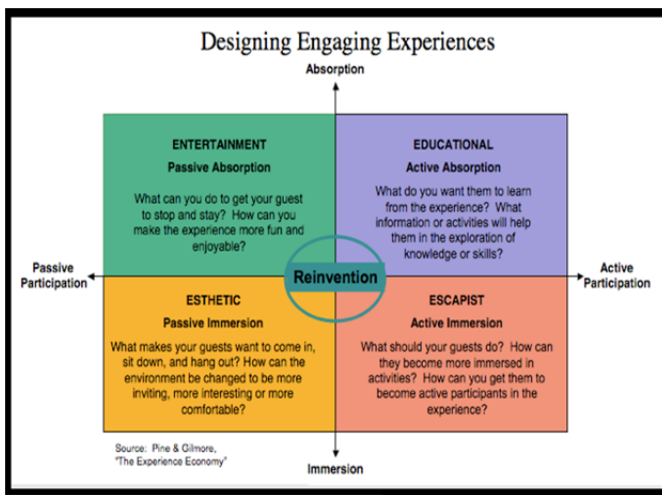 Designing Engaging Experiences
Absorption
ENTERTAINMENT
Passive Absorption
What can you do to get your guest
to stop and stay? How can you
make the experience more fun and
enjoyable?
EDUCATIONAL
Active Absorption
What do you want them to learn
from the experience? What
information or activities will help
them in the exploration of
knowledge or skills?
Passive
Participation
Reinvention
Active
Participation
ESTHETIC
Passive Immersion
What makes your guests want to come in,
sit down, and hang out? How can the
environment be changed to be more
inviting, more interesting or more
comfortable?
ESCAPIST
Active Immersion
What should your guests do? How can
they become more immersed in
activities? How can you get them to
become active participants in the
experience?
Source: Pine & Gilmore,
"The Experience Economy"
Immersion